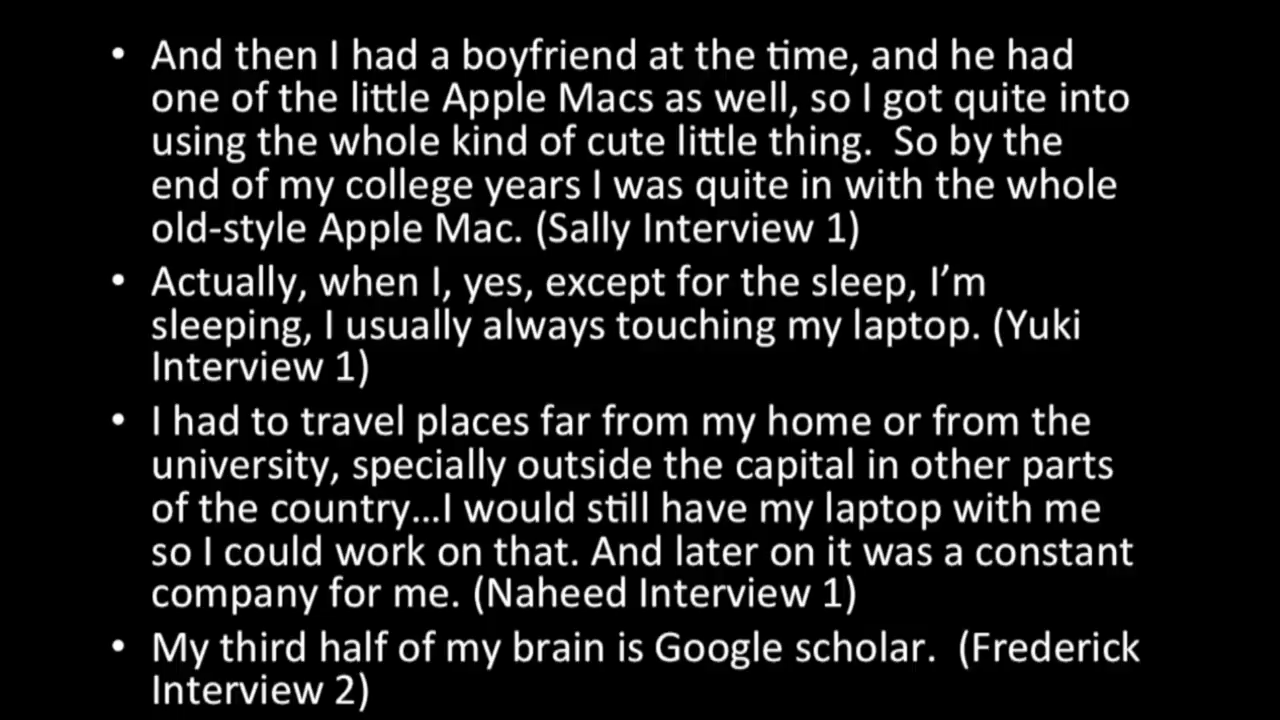 • And then I had a boyfriend at the time, and he had
one of the little Apple Macs as well, so I got quite into
using the whole kind of cute little thing.  So by the
end of my college years I was quite in with the whole
old-style Apple Mac. (Sally Interview 1)
• Actually, when I, yes, except for the sleep, I’m
sleeping, I usually always touching my laptop. (Yuki
Interview 1)
• I had to travel places far from my home or from the
university, specially outside the capital in other parts
of the country...I would still have my laptop with me
so I could work on that. And later on it was a constant
company for me. (Naheed Interview 1)
• My third half of my brain is Google scholar.  (Frederick
Interview 2)